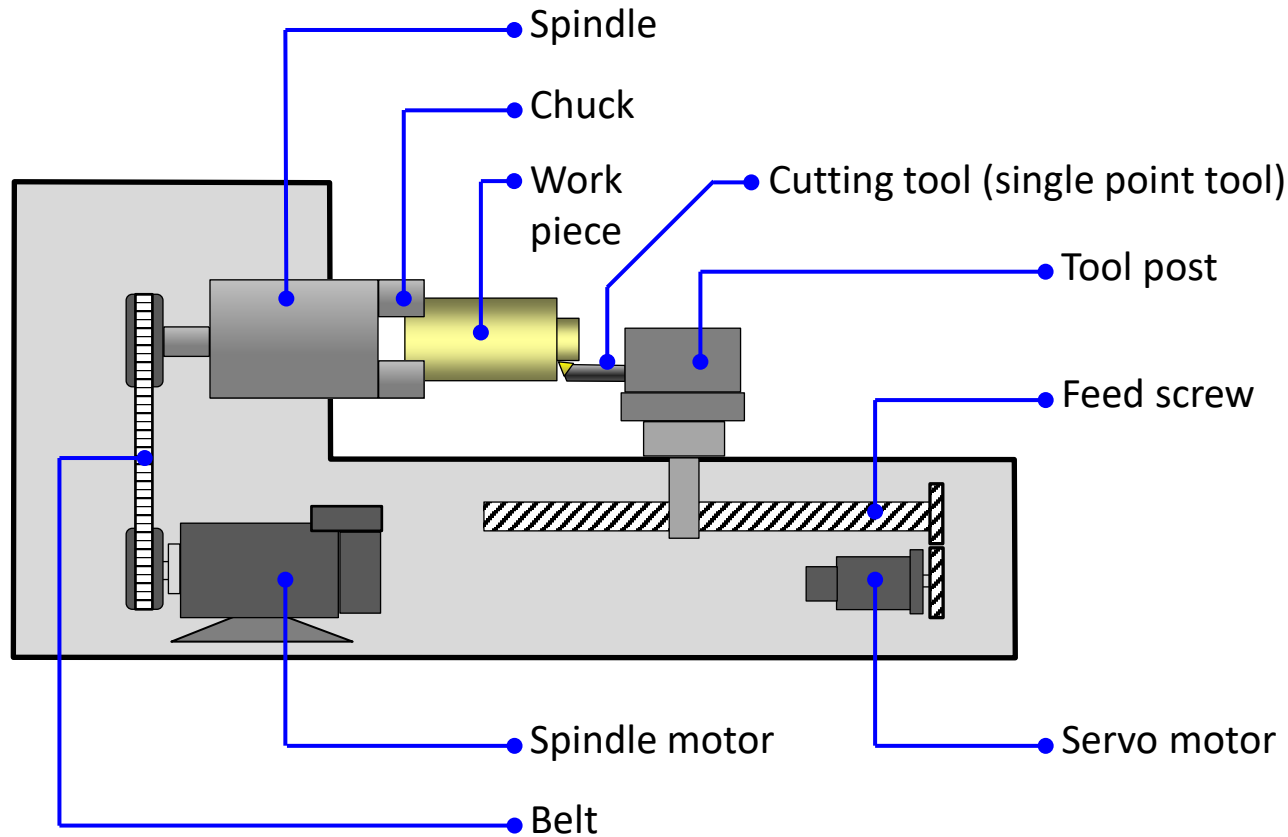 Spindle
Chuck
Work
piece
Cutting tool (single point tool)
Tool post
Feed screw
Spindle motor
Servo motor
Belt